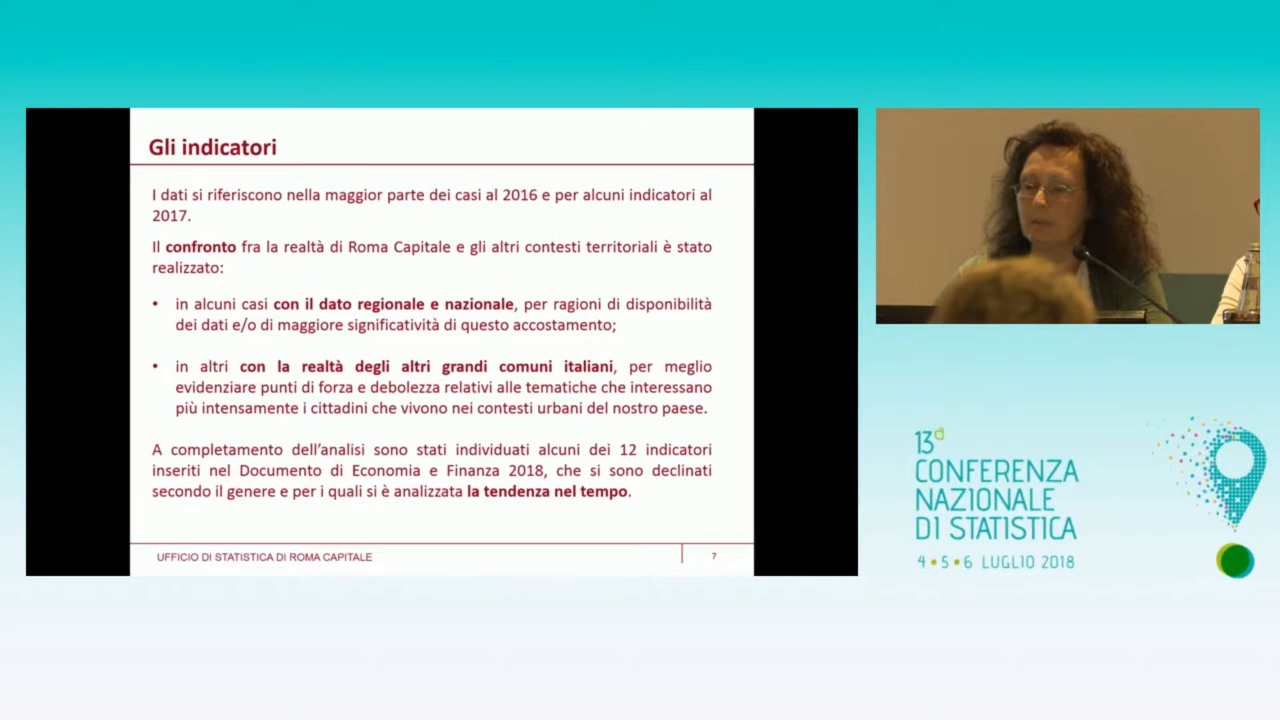 Gli indicatori
I dati si riferiscono nella maggior parte dei casi al 2016 e per alcuni indicatori al
2017.
Il confronto fra la realtà di Roma Capitale e gli altri contesti territoriali è stato
realizzato:
• in alcuni casi con il dato regionale e nazionale, per ragioni di disponibilità
dei dati e/o di maggiore significatività di questo accostamento;
• in altri con la realtà degli altri grandi comuni italiani, per meglio
evidenziare punti di forza e debolezza relativi alle tematiche che interessano
più intensamente i cittadini che vivono nei contesti urbani del nostro paese.
A completamento dell'analisi sono stati individuati alcuni dei 12 indicatori
inseriti nel Documento di Economia e Finanza 2018, che si sono declinati
secondo il genere e per i quali si è analizzata la tendenza nel tempo.
UFFICIO DI STATISTICA DI ROMA CAPITALE 7
13a
CONFERENZA
NAZIONALE
DI STATISTICA
4 • 5 • 6 LUGLIO 2018